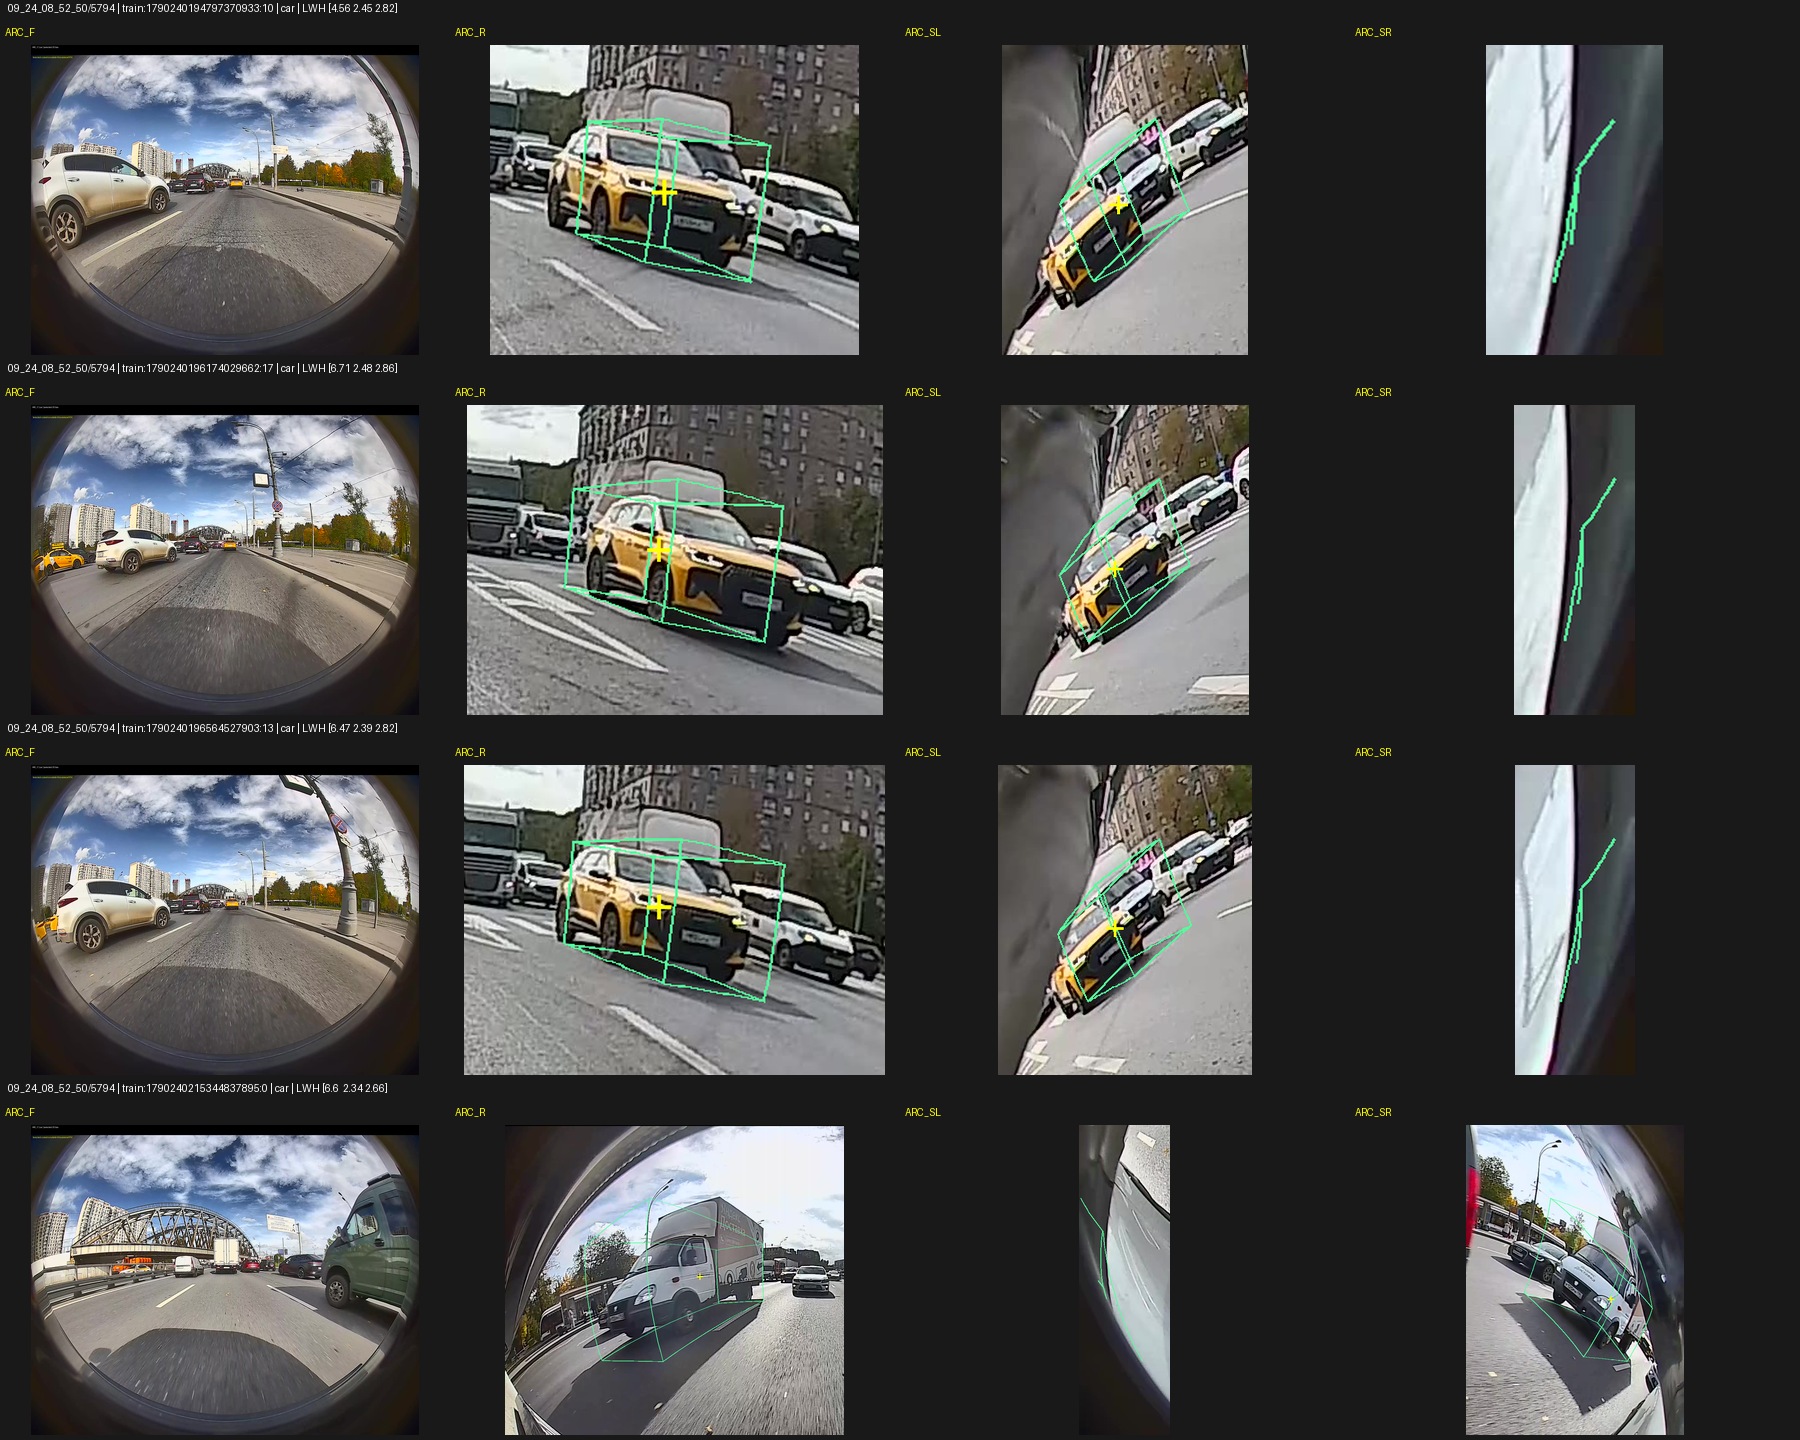 09_24_08_52_50/5794 | train:1790240194797370933:10 | car | LWH [4.56 2.45 2.82]
ARC_F
ARC_R
ARC_SL
ARC_SR
09_24_08_52_50/5794 | train:1790240196174029662:17 | car | LWH [6.71 2.48 2.86]
ARC_F
ARC_R
ARC_SL
ARC_SR
09_24_08_52_50/5794 | train:1790240196564527903:13 | car | LWH [6.47 2.39 2.82]
ARC_F
ARC_R
ARC_SL
ARC_SR
09_24_08_52_50/5794 | train:1790240215344837895:0 | car | LWH [6.6  2.34 2.66]
ARC_F
ARC_R
ARC_SL
ARC_SR